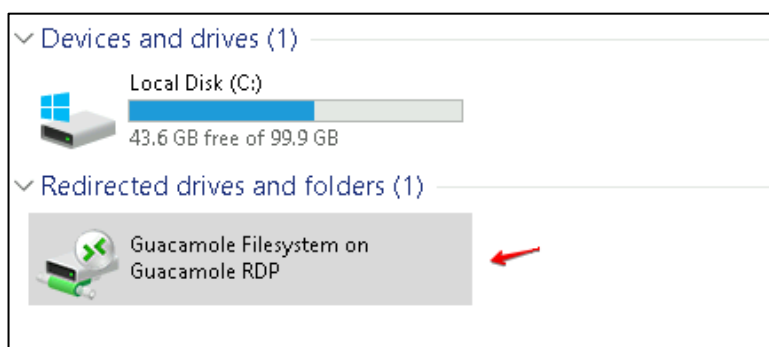 Devices and drives (1)
Local Disk (C:)
43.6 GB free of 99.9 GB
Redirected drives and folders (1)
Guacamole Filesystem on
Guacamole RDP